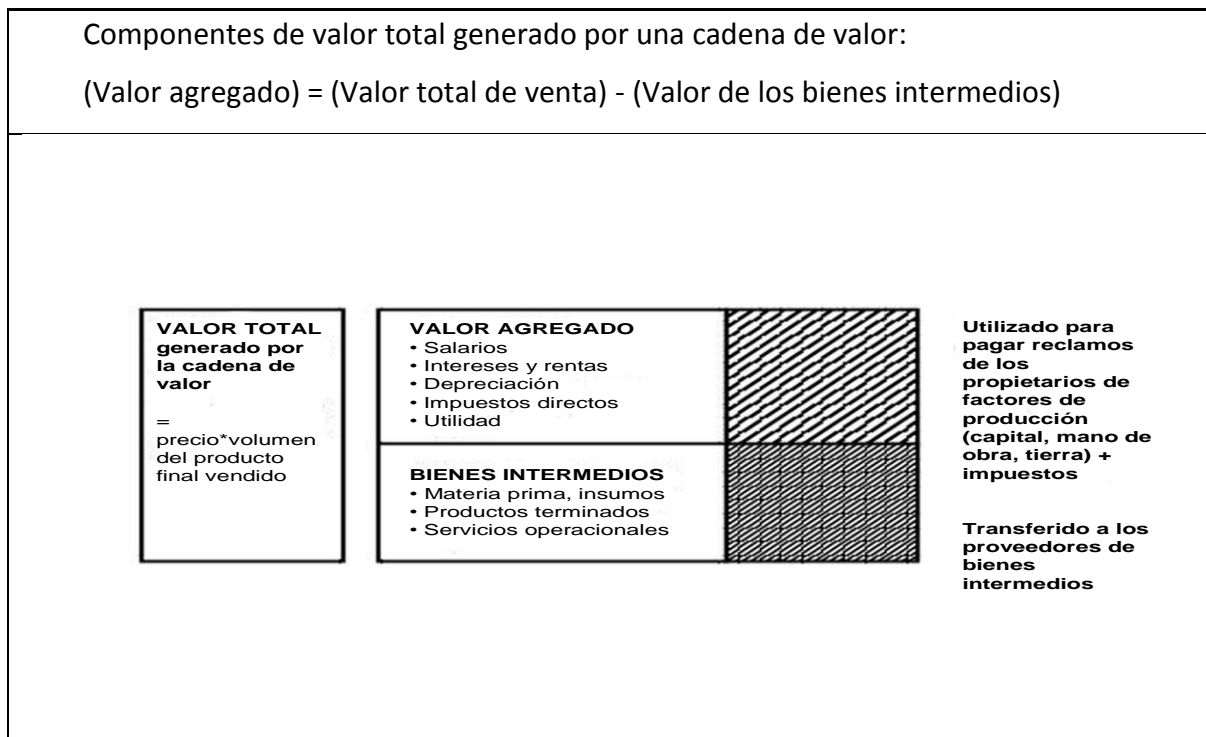 Componentes de valor total generado por una cadena de valor:
(Valor agregado) = (Valor total de venta) - (Valor de los bienes intermedios)
VALOR TOTAL
generado por
la cadena de
valor
=
precio*volumen
del producto
final vendido
VALOR AGREGADO
• Salarios
• Intereses y rentas
• Depreciación
• Impuestos directos
• Utilidad
BIENES INTERMEDIOS
• Materia prima, insumos
• Productos terminados
• Servicios operacionales
Utilizado para
pagar reclamos
de los
propietarios de
factores de
producción
(capital, mano de
obra, tierra) +
impuestos
Transferido a los
proveedores de
bienes
intermedios